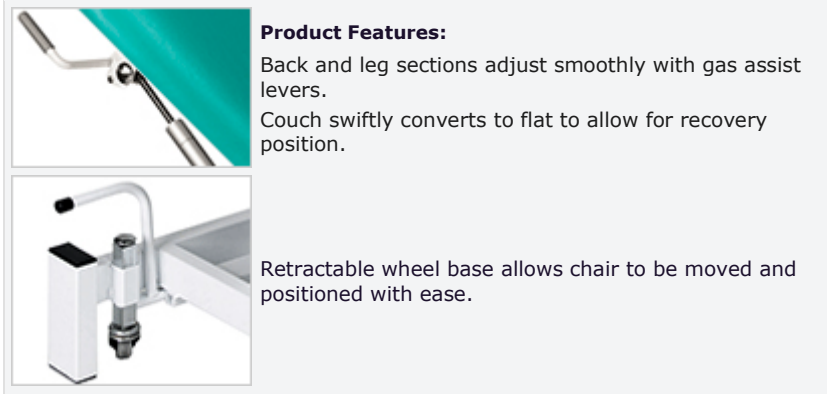 Product Features:
Back and leg sections adjust smoothly with gas assist
levers.
Couch swiftly converts to flat to allow for recovery
position.
Retractable wheel base allows chair to be moved and
positioned with ease.